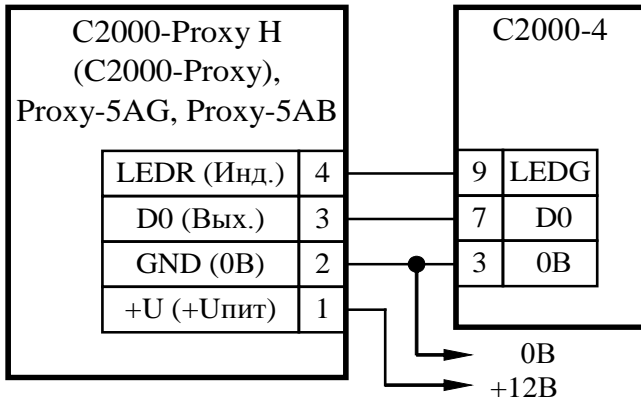 С2000-Proxy H
(С2000-Proxy),
Proxy-5AG, Proxy-5AB
LEDR (Инд.) 4
D0 (Вых.) 3
GND (0В) 2
+U (+Uпит) 1
С2000-4
9 LEDG
7 D0
3 0В
0В
+12В